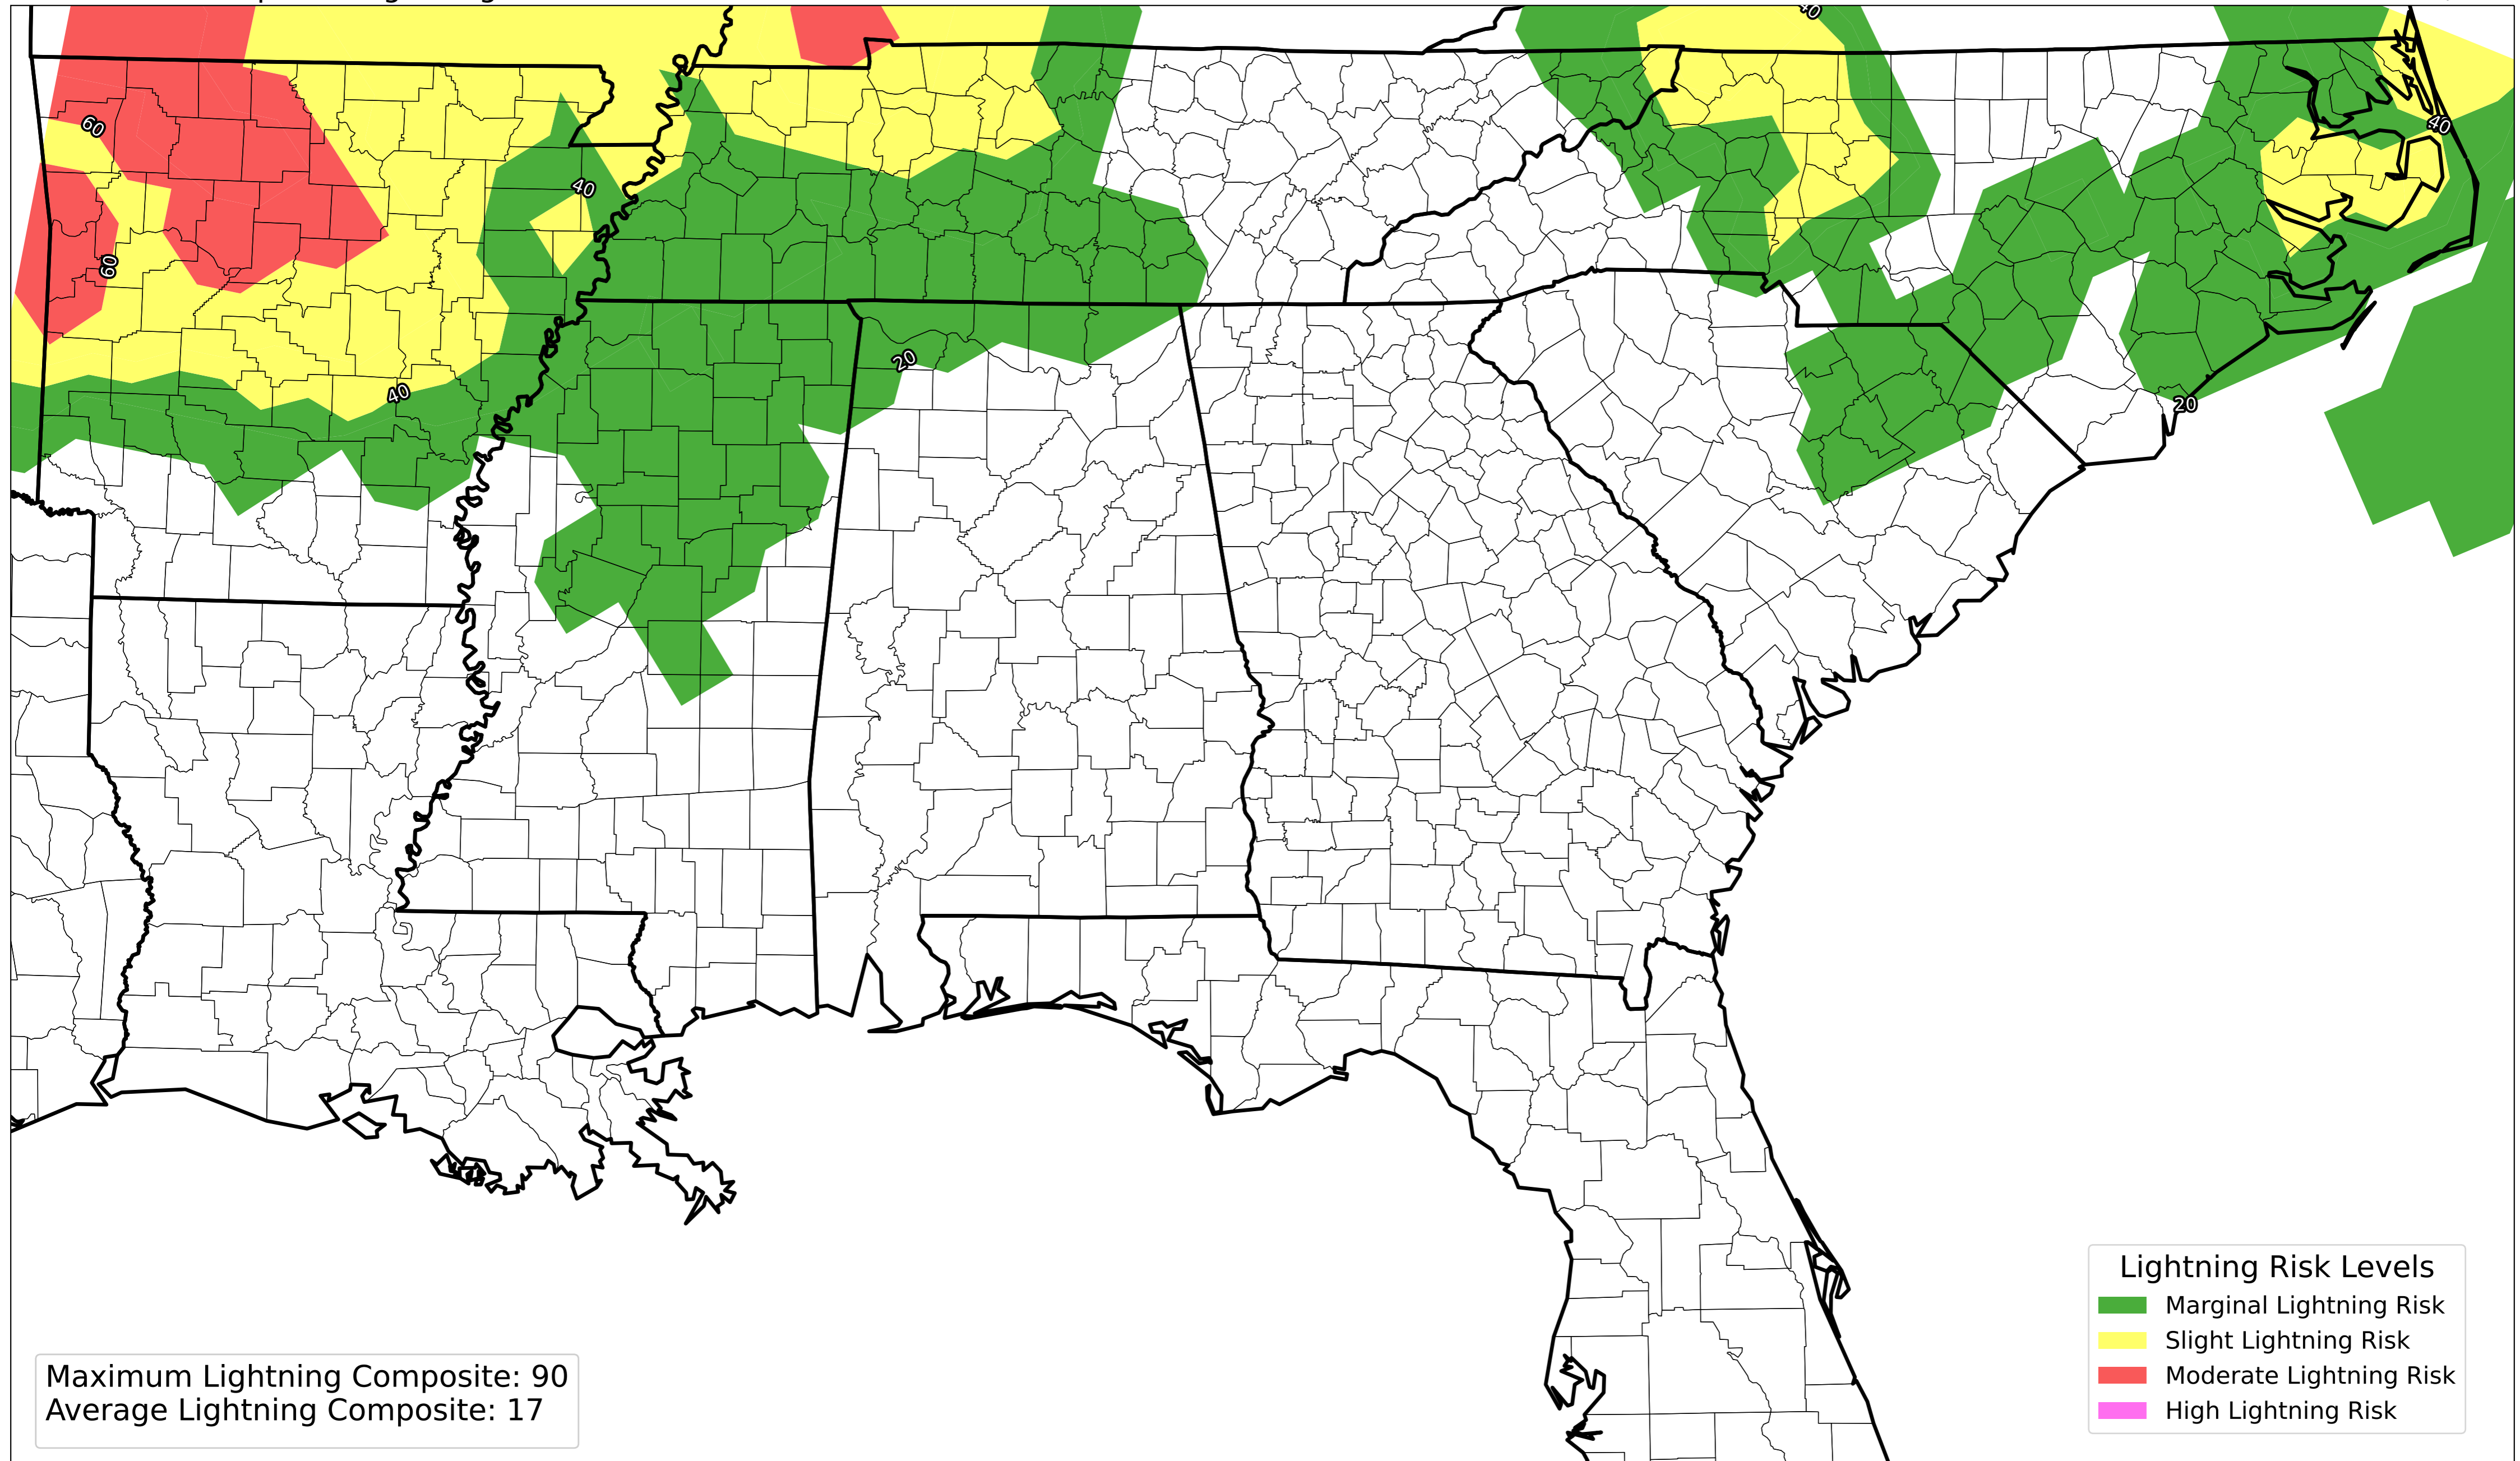 40
60
40
40
60
20
40
20
Lightning Risk Levels
Marginal Lightning Risk
Slight Lightning Risk
Moderate Lightning Risk
High Lightning Risk
Maximum Lightning Composite: 90
Average Lightning Composite: 17